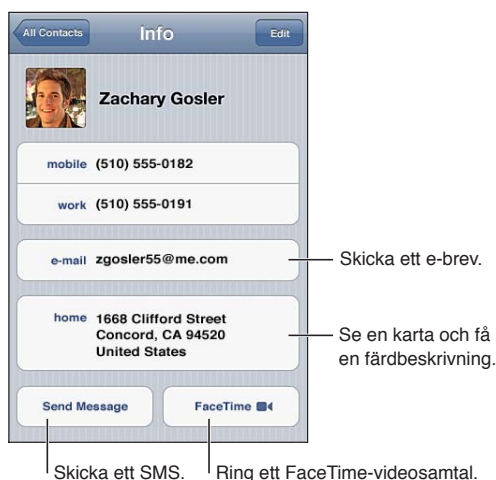 All Contacts Info Edit
Zachary Gosler
mobile (510) 555-0182
work (510) 555-0191
e-mail zgosler55@me.com
Skicka ett e-brev.
home 1668 Clifford Street
Concord, CA 94520
United States
Se en karta och få
en färdbeskrivning.
Send Message FaceTime
Skicka ett SMS. Ring ett FaceTime-videosamtal.